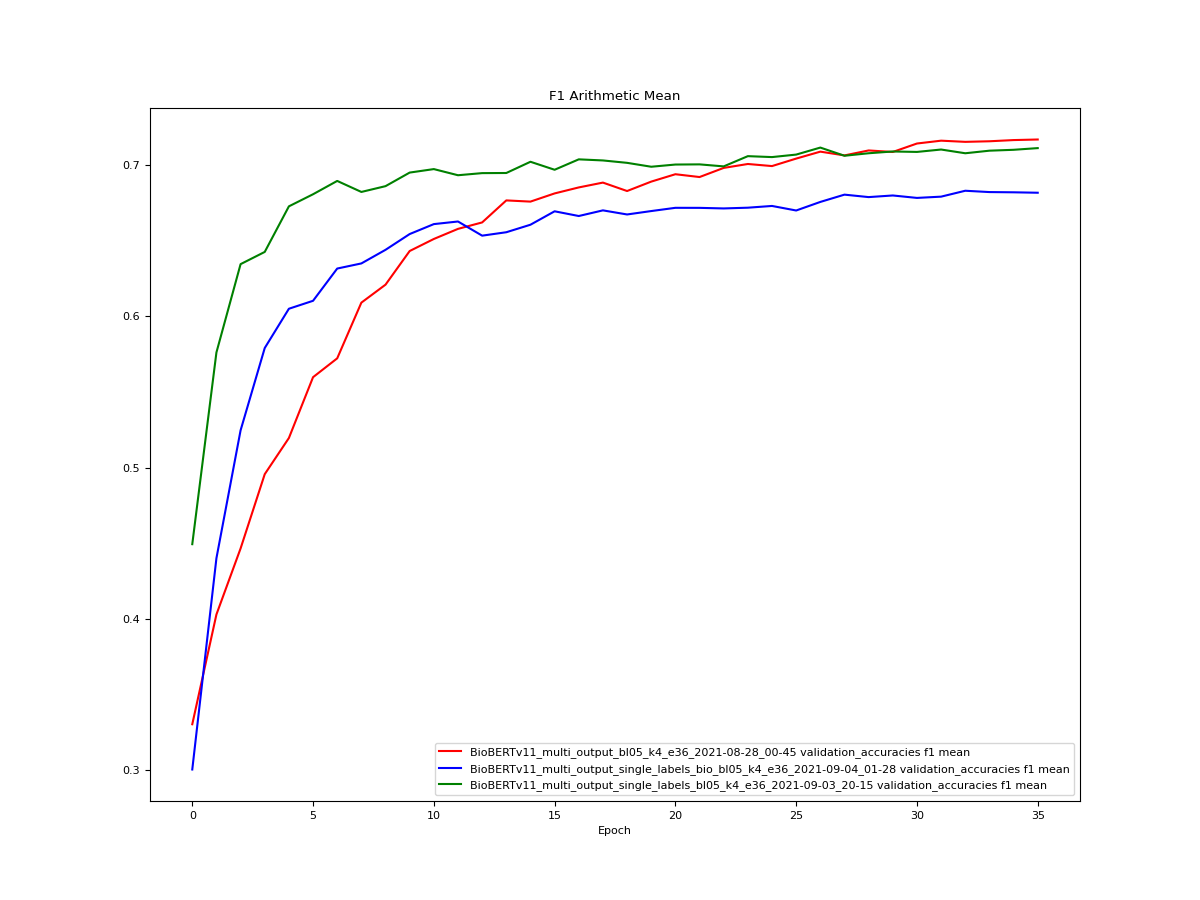 F1 Arithmetic Mean
0.7
0.6
0.5
0.4
0.3
BioBERTv11_multi_output_bl05_k4_e36_2021-08-28_00-45 validation_accuracies f1 mean
BioBERTv11_multi_output_single_labels_bio_bl05_k4_e36_2021-09-04_01-28 validation_accuracies f1 mean
BioBERTv11_multi_output_single_labels_bl05_k4_e36_2021-09-03_20-15 validation_accuracies f1 mean
0 5 10 15 20 25 30 35
Epoch